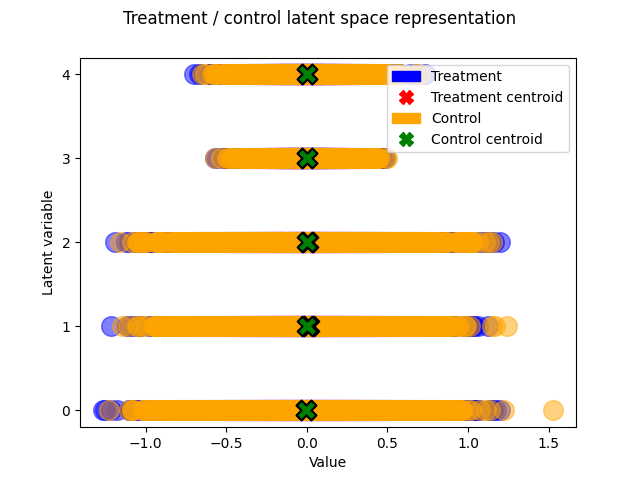 Treatment / control latent space representation
Treatment
Treatment centroid
Control
Control centroid
Latent variable
4
3
2
1
0
−1.0
−0.5
0.0
0.5
1.0
1.5
Value